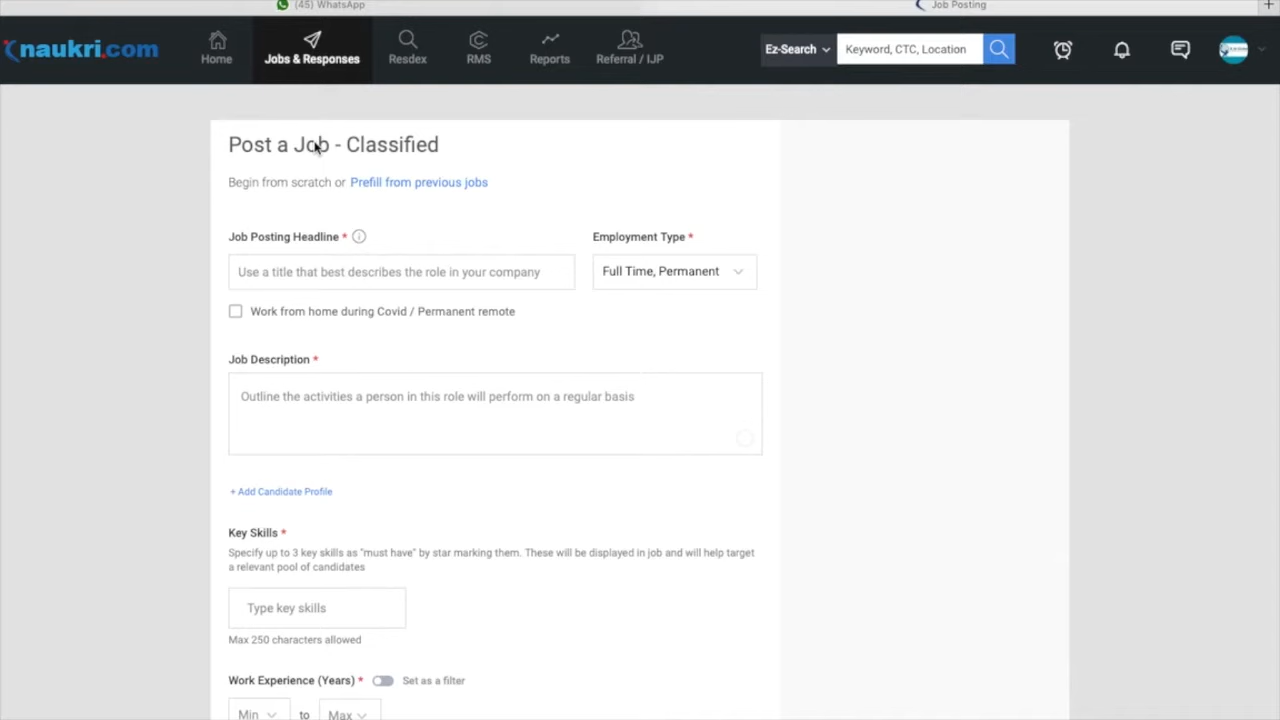 (45) WhatsApp
Job Posting
naukri.com
Home
Jobs & Responses
Resdex
RMS
Reports
Referral / IJP
Ez-Search
Keyword, CTC, Location
Post a Job - Classified
Begin from scratch or Prefill from previous jobs
Job Posting Headline *
Employment Type *
Use a title that best describes the role in your company
Full Time, Permanent
Work from home during Covid / Permanent remote
Job Description *
Outline the activities a person in this role will perform on a regular basis
+ Add Candidate Profile
Key Skills *
Specify up to 3 key skills as "must have" by star marking them. These will be displayed in job and will help target
a relevant pool of candidates
Type key skills
Max 250 characters allowed
Work Experience (Years) * Set as a filter
Min to Max